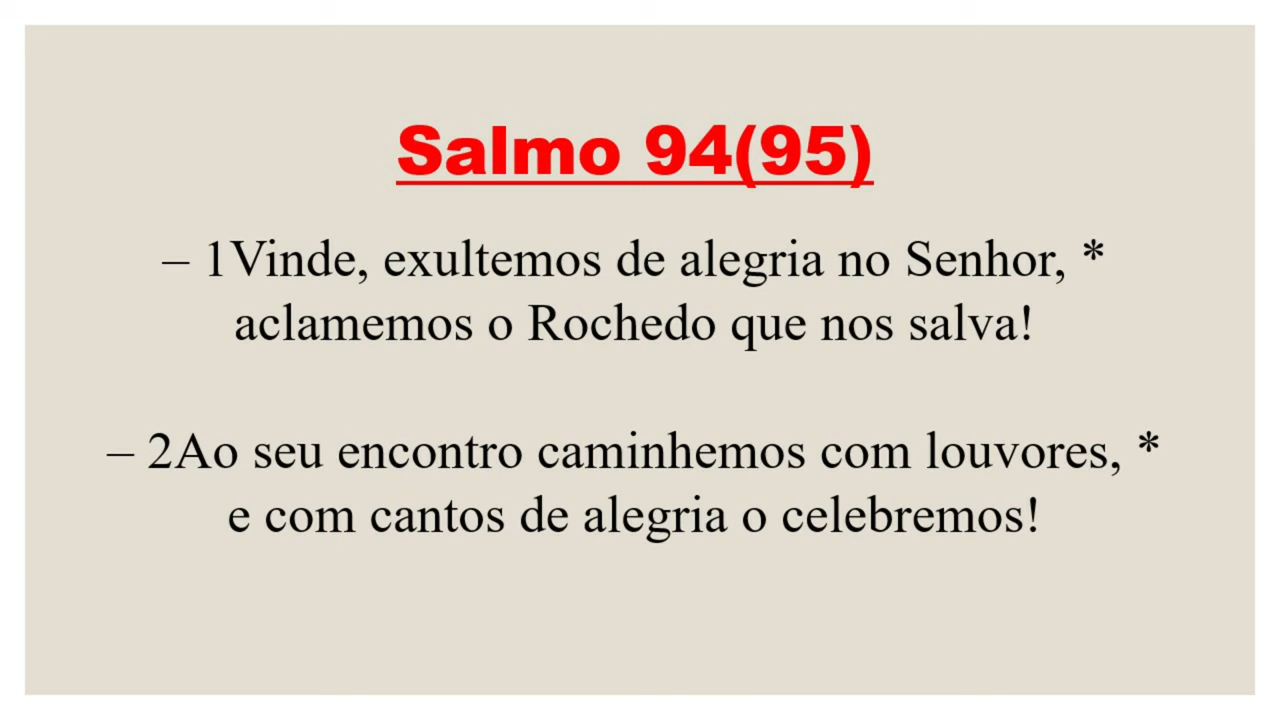 Salmo 94(95)
– 1Vinde, exultemos de alegria no Senhor, *
aclamemos o Rochedo que nos salva!
– 2Ao seu encontro caminhemos com louvores, *
e com cantos de alegria o celebremos!